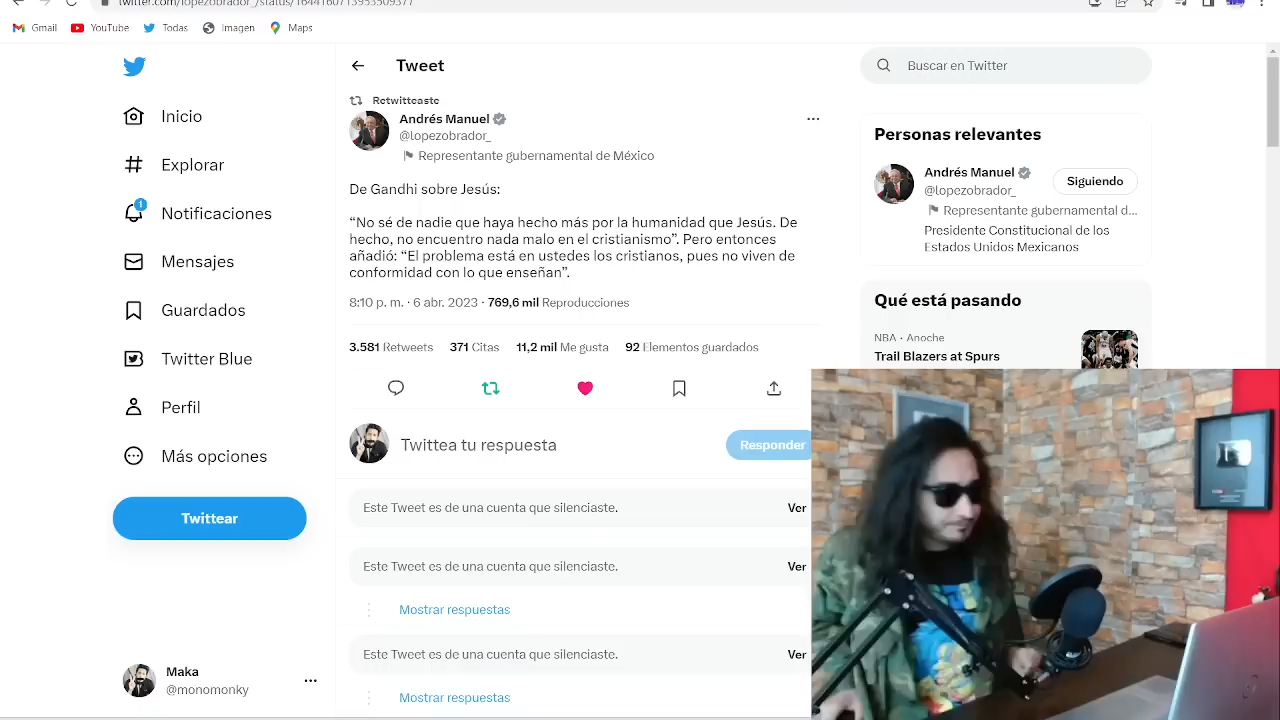 twitter.com/lopezobrador_/status/1644160713953509377
Gmail
YouTube
Todas
Imagen
Maps
Tweet
Buscar en Twitter
Inicio
Explorar
1
Notificaciones
Mensajes
Guardados
Twitter Blue
Perfil
Más opciones
Twittear
Maka
@monomonky
Retwitteaste
Andrés Manuel
@lopezobrador_
Representante gubernamental de México
De Gandhi sobre Jesús:
“No sé de nadie que haya hecho más por la humanidad que Jesús. De
hecho, no encuentro nada malo en el cristianismo”. Pero entonces
añadió: “El problema está en ustedes los cristianos, pues no viven de
conformidad con lo que enseñan”.
8:10 p. m. · 6 abr. 2023 · 769,6 mil Reproducciones
3.581 Retweets 371 Citas 11,2 mil Me gusta 92 Elementos guardados
Twittea tu respuesta
Responder
Este Tweet es de una cuenta que silenciaste.
Ver
Este Tweet es de una cuenta que silenciaste.
Ver
Mostrar respuestas
Este Tweet es de una cuenta que silenciaste.
Ver
Mostrar respuestas
Personas relevantes
Andrés Manuel
@lopezobrador_
Siguiendo
Representante gubernamental d...
Presidente Constitucional de los
Estados Unidos Mexicanos
Qué está pasando
NBA · Anoche
Trail Blazers at Spurs